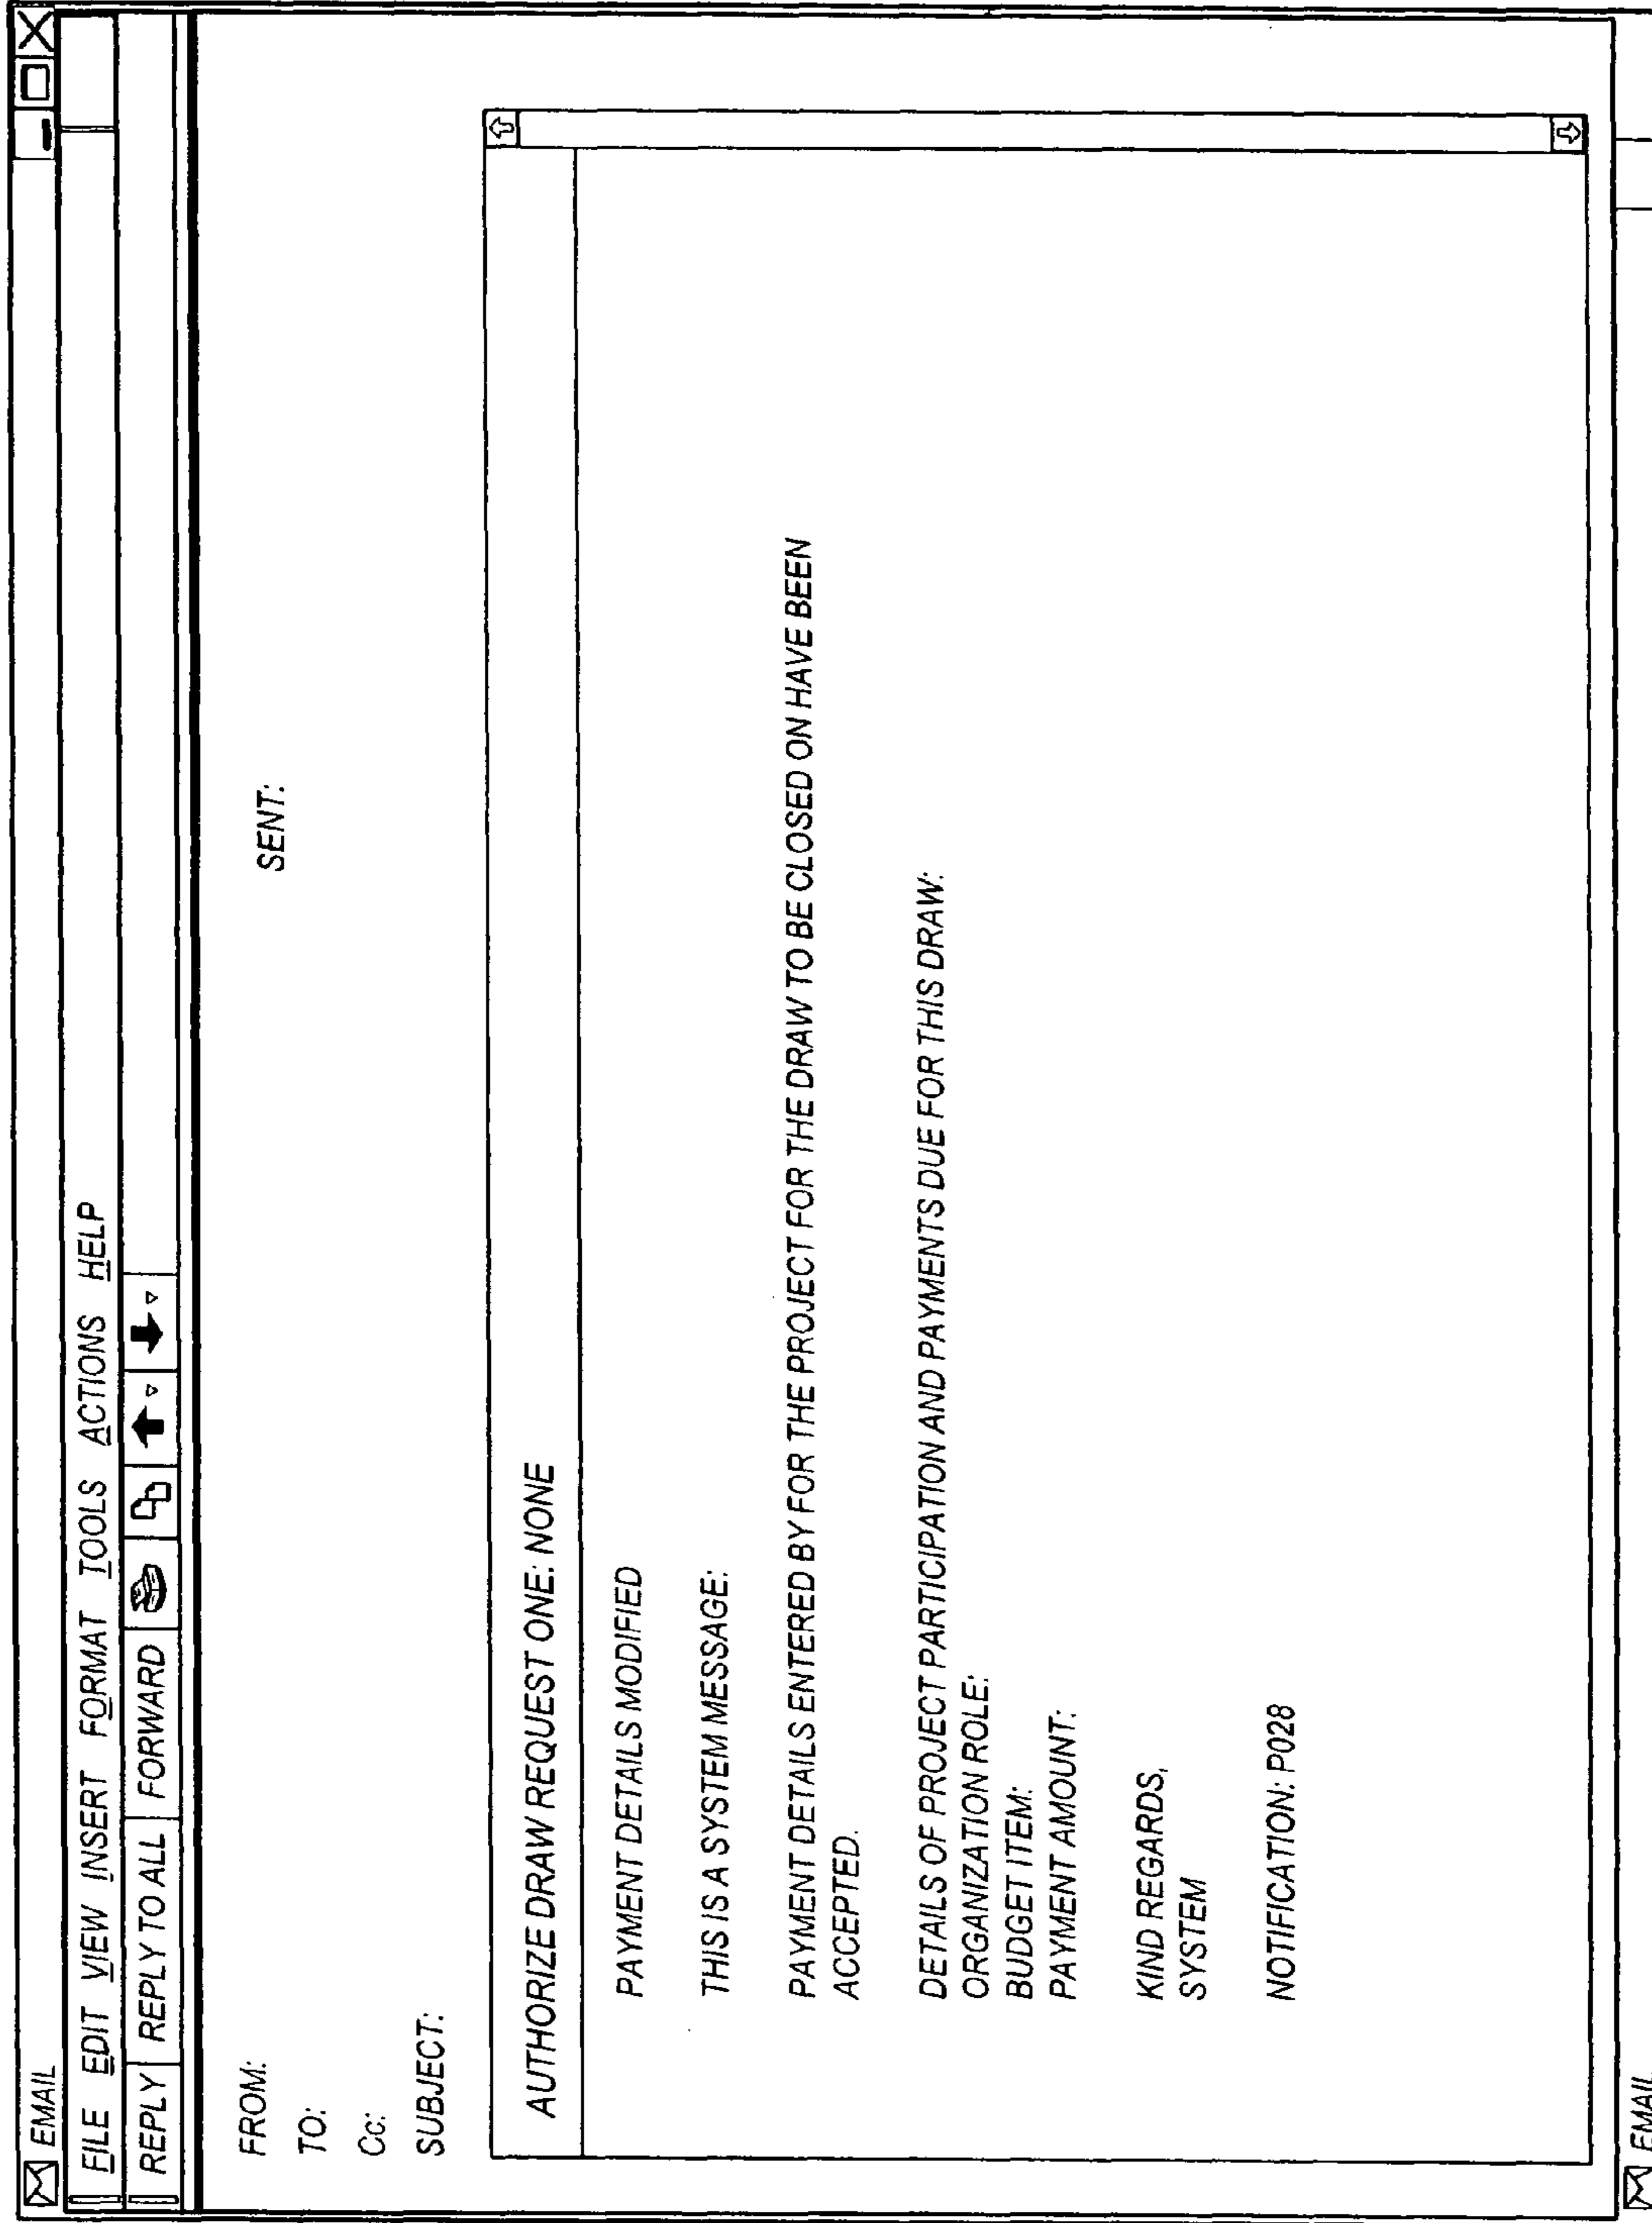 EMAIL
FILE EDIT VIEW INSERT FORMAT TOOLS ACTIONS HELP
REPLY REPLY TO ALL FORWARD
FROM:
SENT:
TO:
Cc:
SUBJECT:
AUTHORIZE DRAW REQUEST ONE: NONE
PAYMENT DETAILS MODIFIED
THIS IS A SYSTEM MESSAGE:
PAYMENT DETAILS ENTERED BY FOR THE PROJECT FOR THE DRAW TO BE CLOSED ON HAVE BEEN
ACCEPTED.
DETAILS OF PROJECT PARTICIPATION AND PAYMENTS DUE FOR THIS DRAW:
ORGANIZATION ROLE:
BUDGET ITEM:
PAYMENT AMOUNT:
KIND REGARDS,
SYSTEM
NOTIFICATION: P028
EMAIL